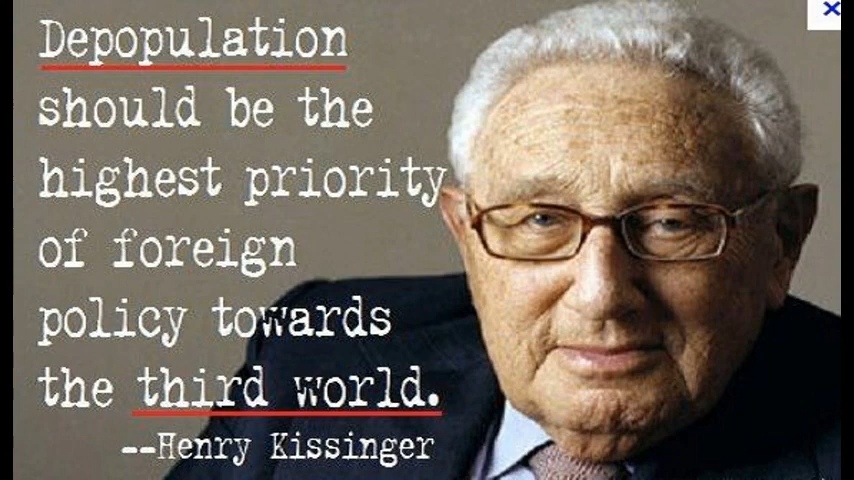 Depopulation
should be the
highest priority
of foreign
policy towards
the third world.
--Henry Kissinger